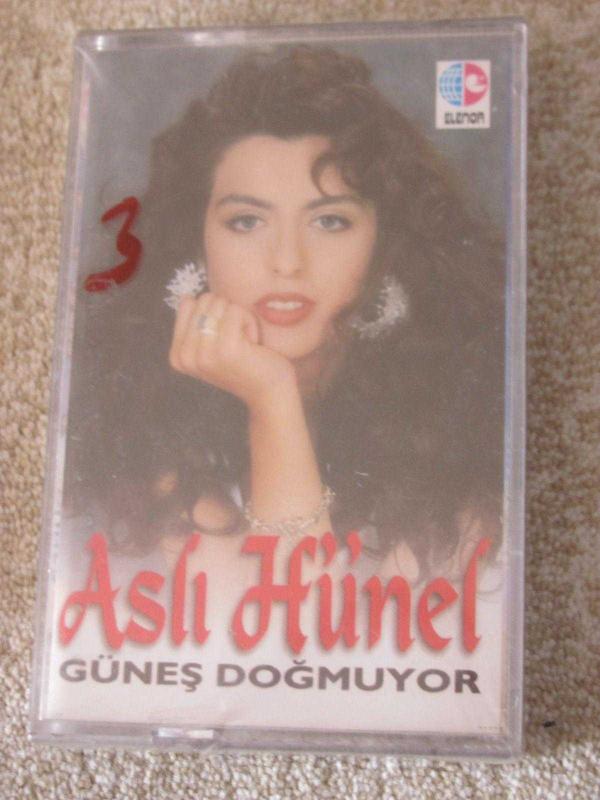 ELENOR
3
Aslı Hünel
GÜNEŞ DOĞMUYOR